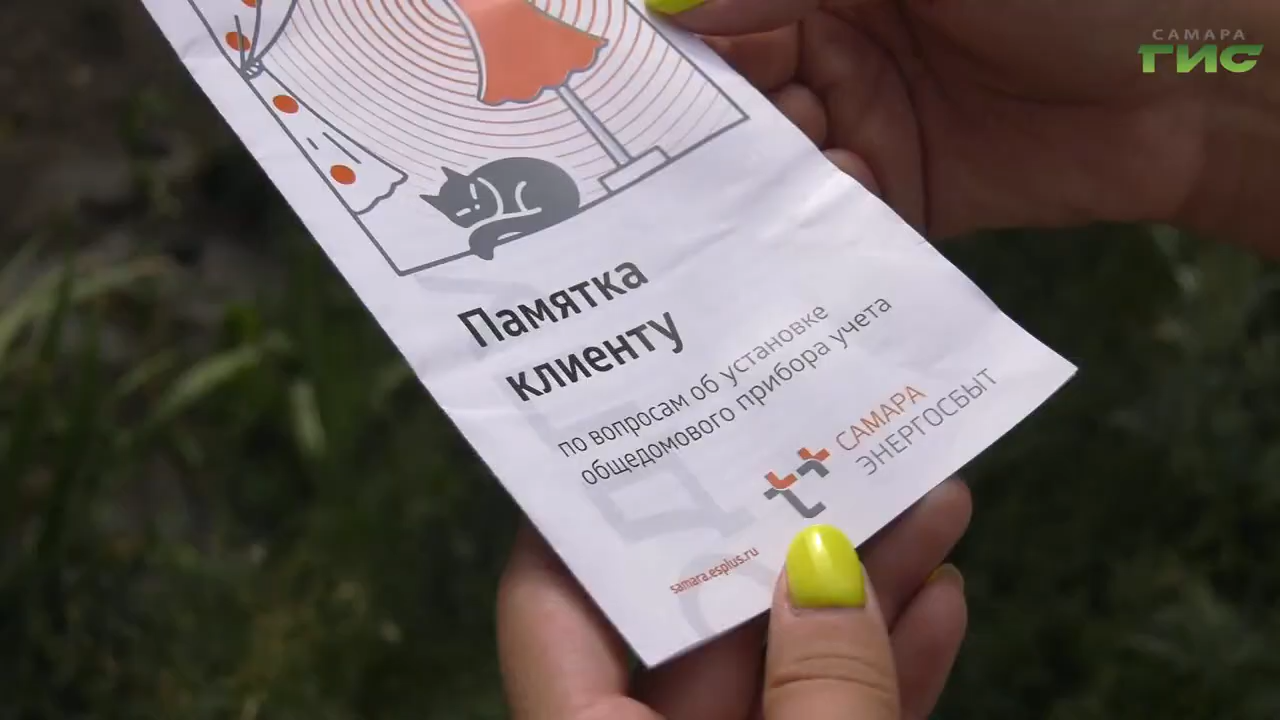 САМАРА
ГИС
Памятка
клиенту
по вопросам об установке
общедомового прибора учета
САМАРА
ЭНЕРГОСБЫТ
samara.esplus.ru